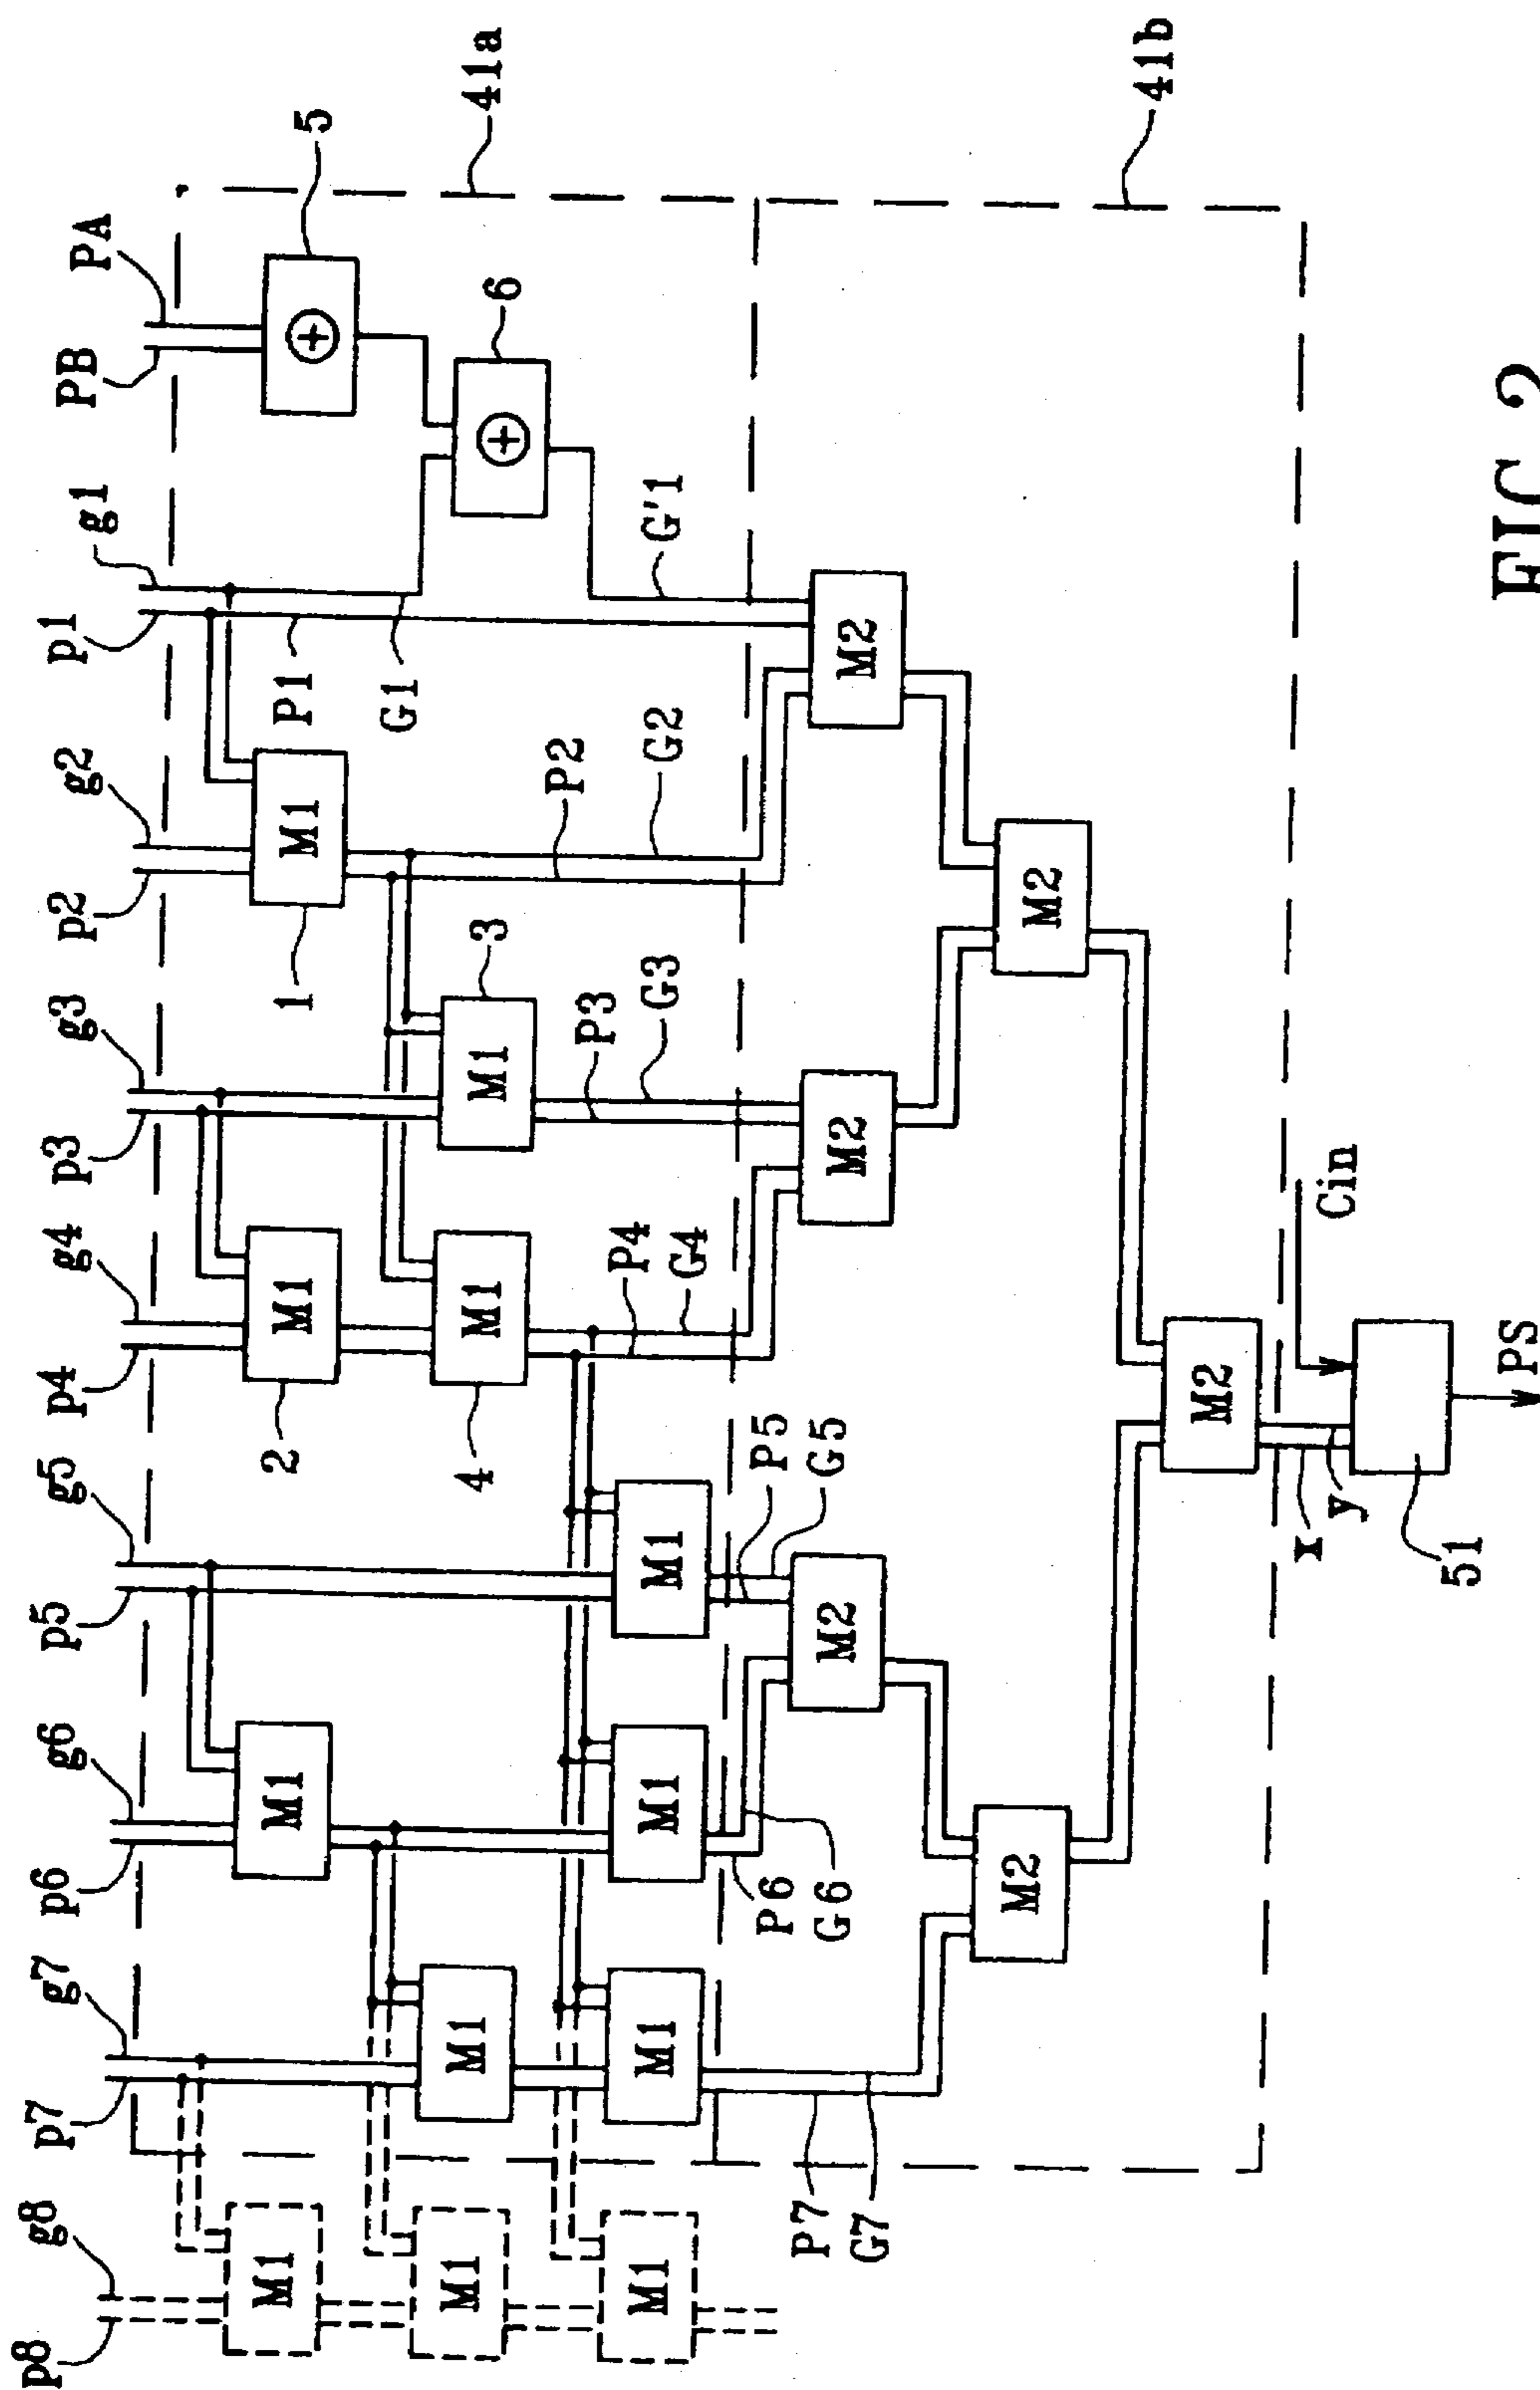 p8
g8
p7
g7
p6
g6
p5
g5
p4
g4
p3
g3
p2
g2
p1
g1
PB
PA
5
41a
M1
M1
M1
2
M1
1
P1
G1
⊕
6
M1
M1
M1
4
M1
3
⊕
M1
M1
M1
M1
P4
G4
P3
G3
P2
G2
G'1
P7
G7
P6
G6
P5
G5
M2
M2
M2
41b
M2
M2
M2
x
y
Cin
51
PS
FIG.2